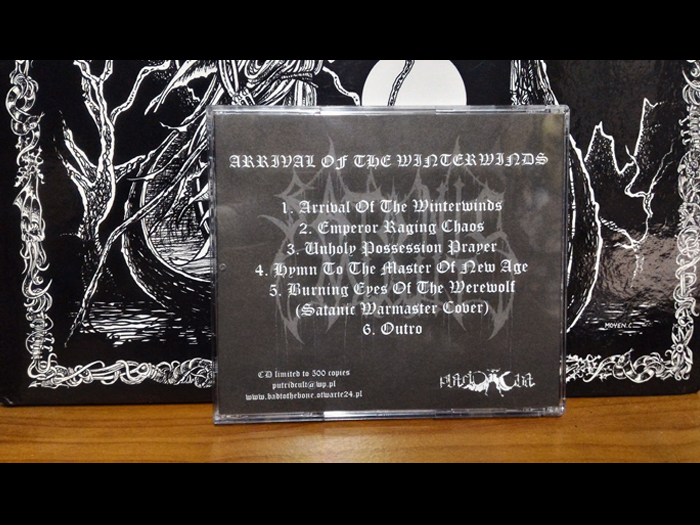 ARRIVAL OF THE WINTERWINDS
1. Arrival Of The Winterwinds
2. Emperor Raging Chaos
3. Unholy Possession Prayer
4. Hymn To The Master Of New Age
5. Burning Eyes Of The Werewolf
(Satanic Warmaster Cover)
6. Outro
CD limited to 500 copies
putridcult@wp.pl
www.badtothebone.otwarte24.pl
MOYEN.C.